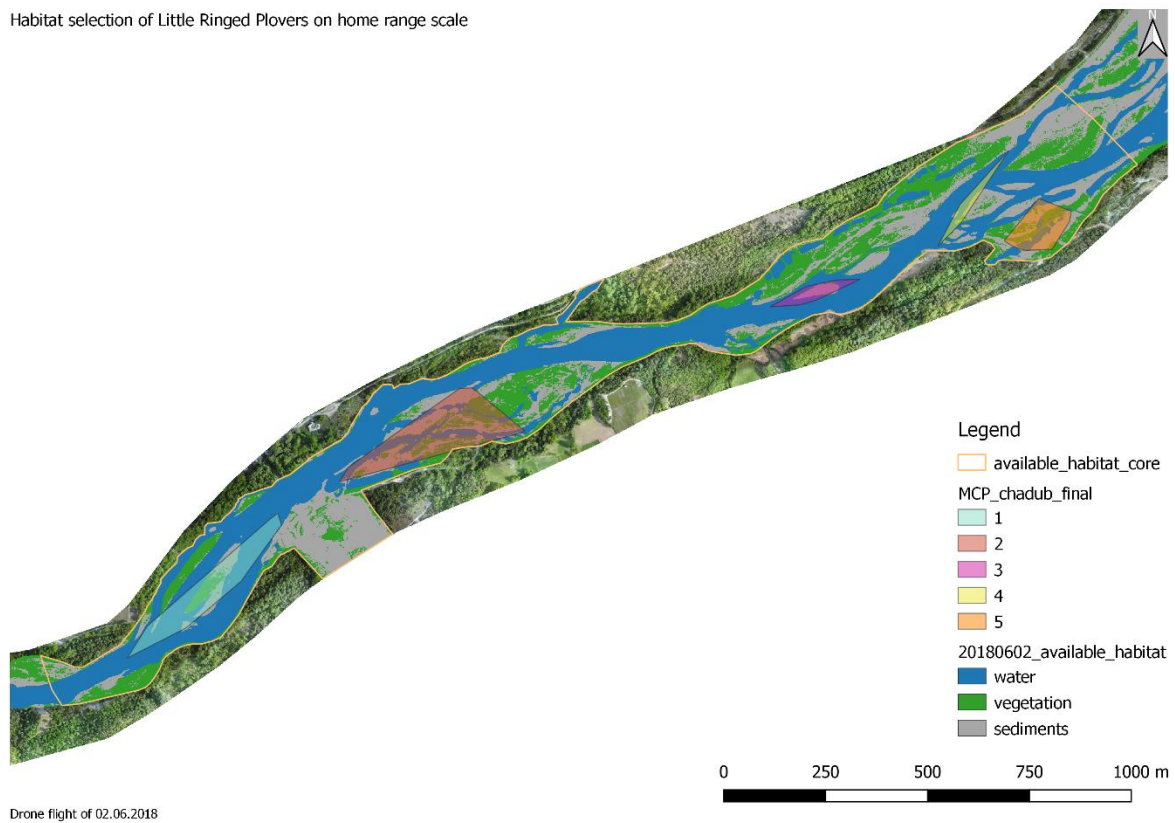 Habitat selection of Little Ringed Plovers on home range scale
N
Legend
available_habitat_core
MCP_chadub_final
1
2
3
4
5
20180602_available_habitat
water
vegetation
sediments
0 250 500 750 1000 m
Drone flight of 02.06.2018